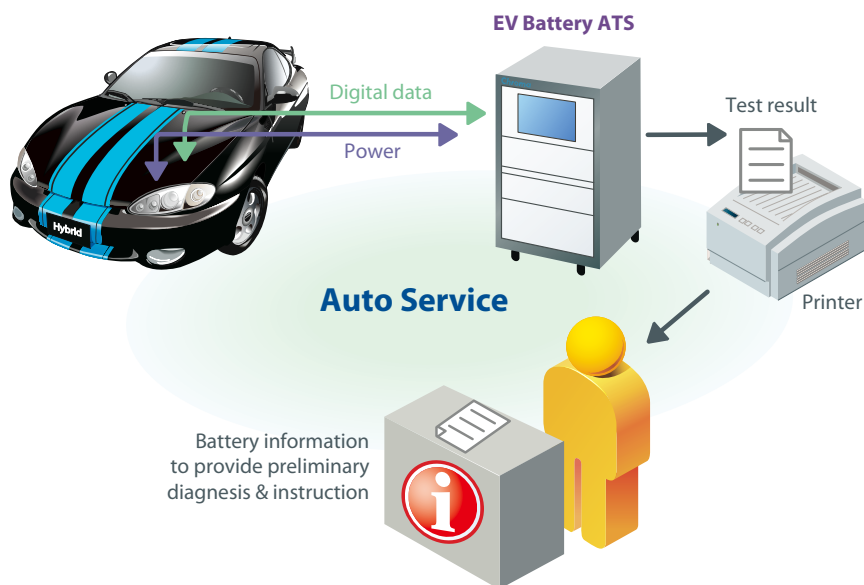 EV Battery ATS
Digital data
Power
Test result
Hybrid
Auto Service
Printer
Battery information
to provide preliminary
diagnosis & instruction
i